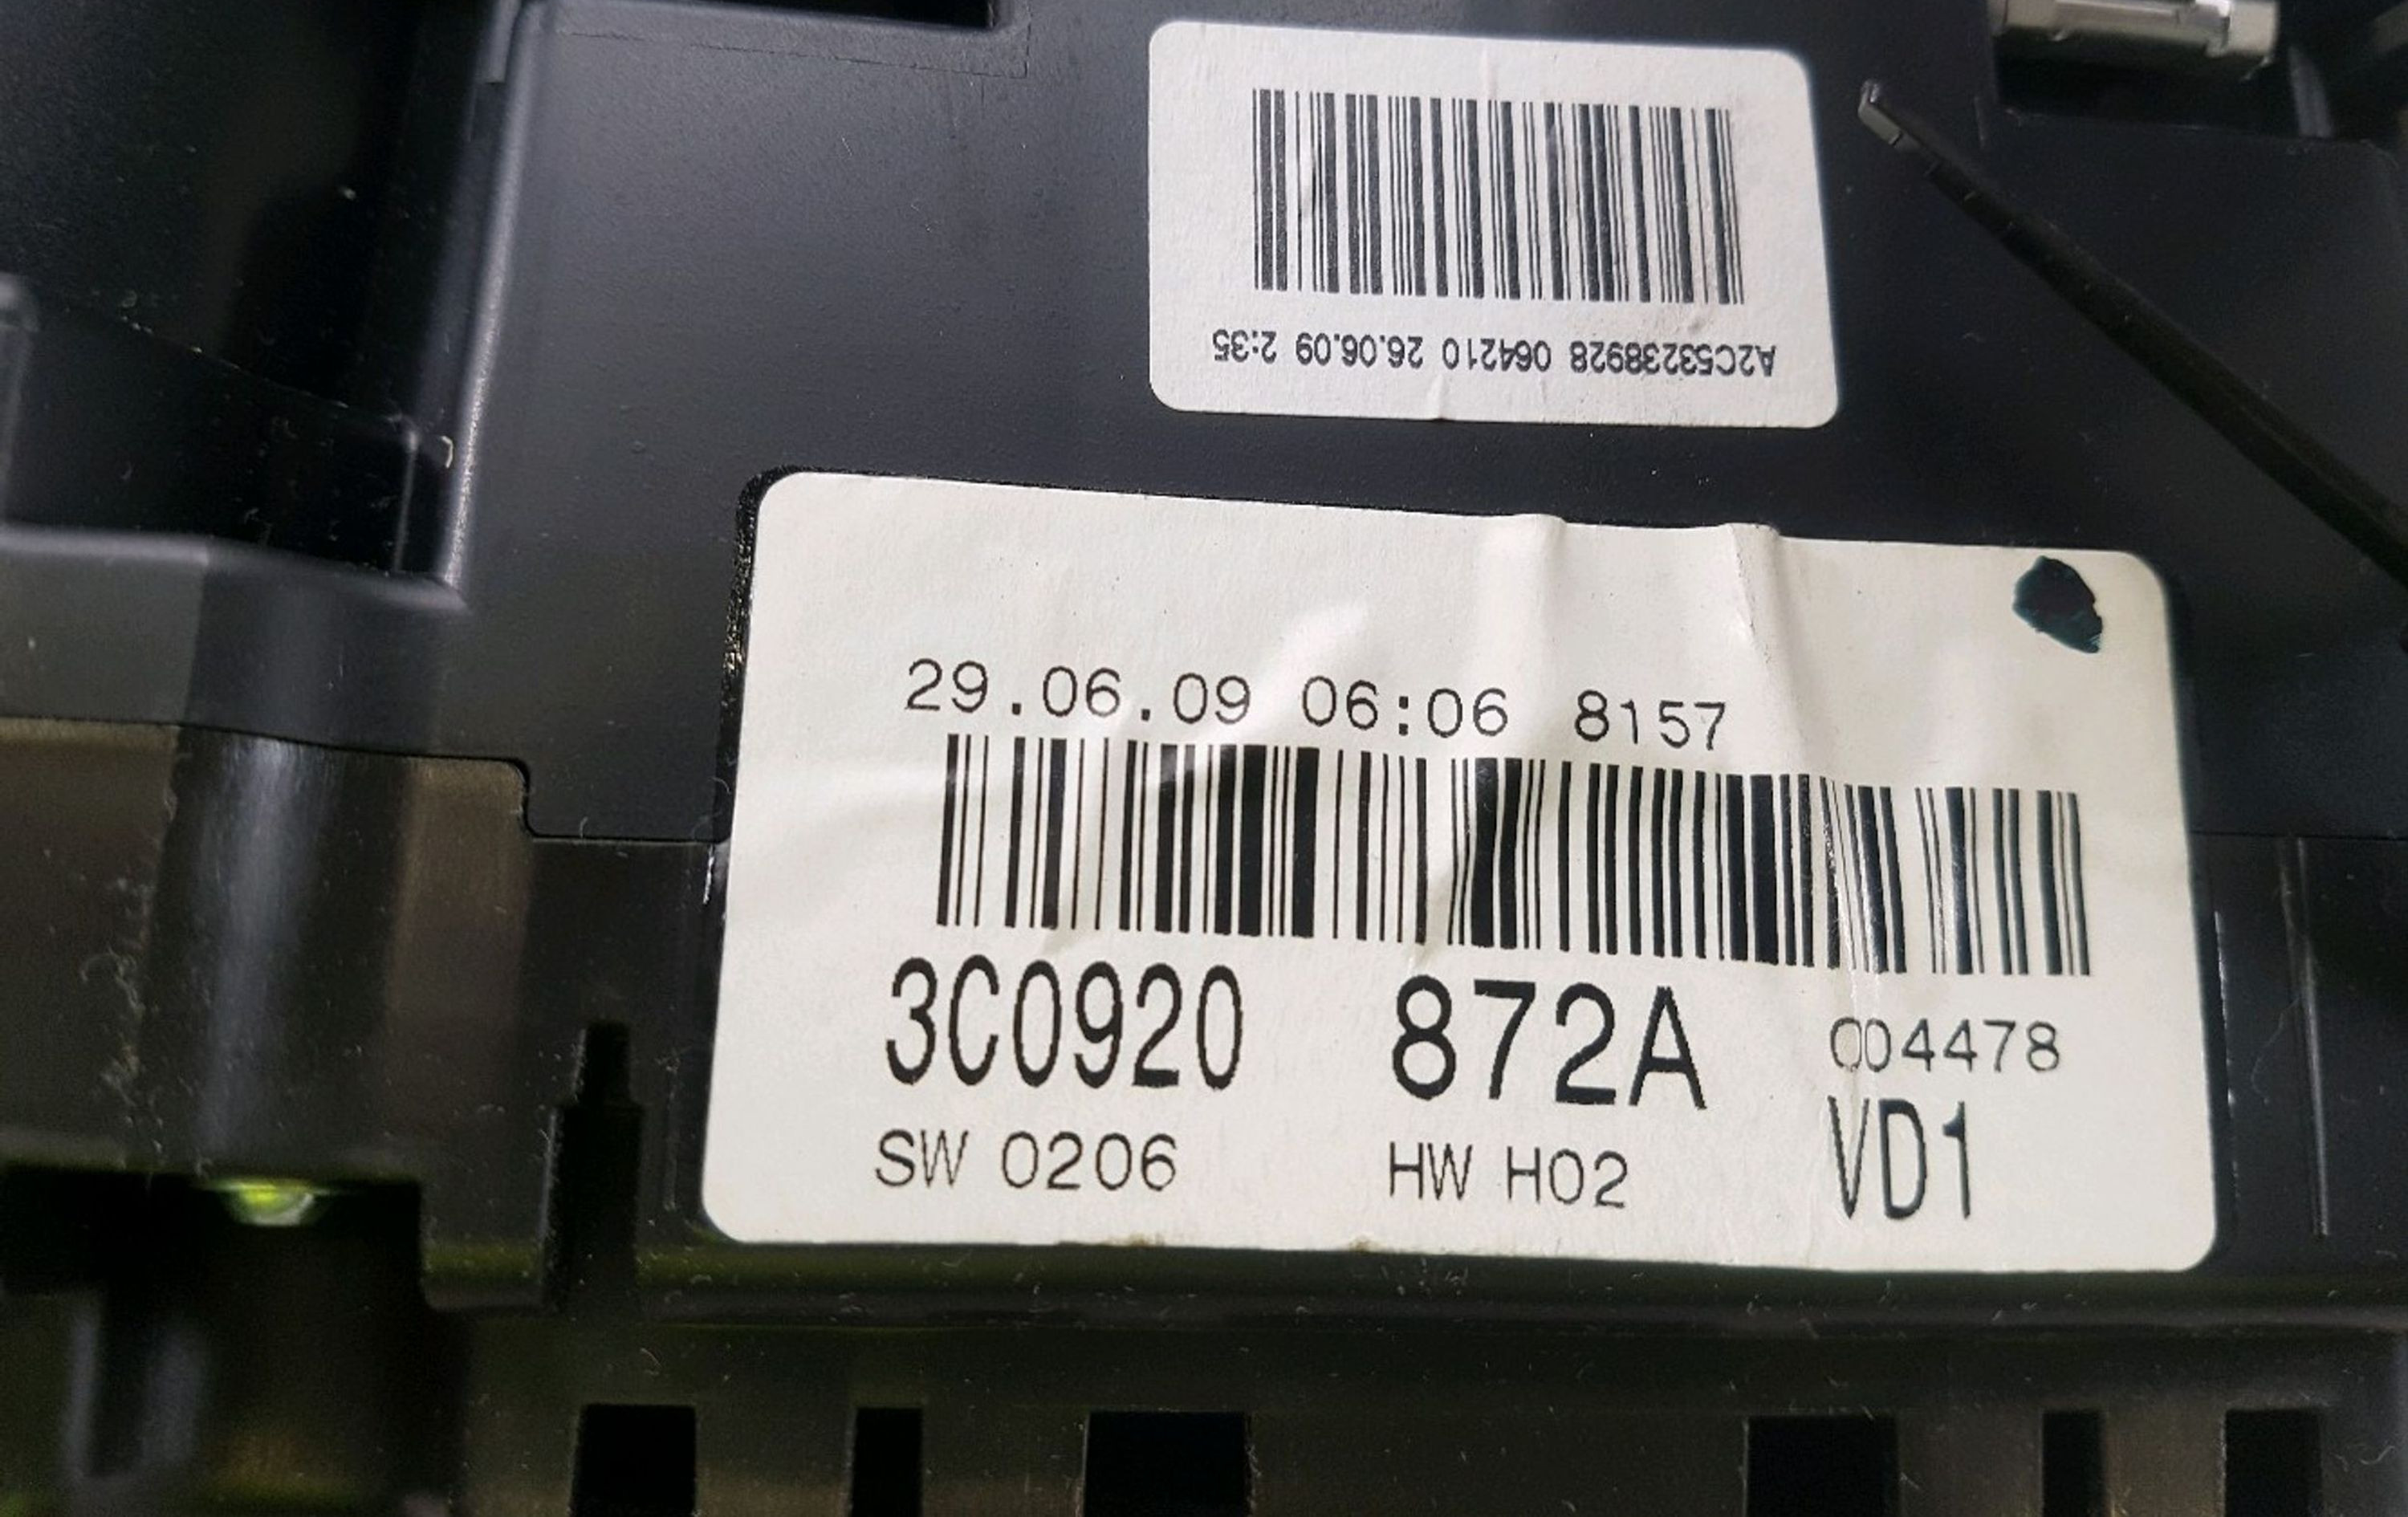 A2C53238928 064210 26.06.09 2:35
29.06.09 06:06 8157
3C0920 872A 004478
SW 0206 HW H02 VD1